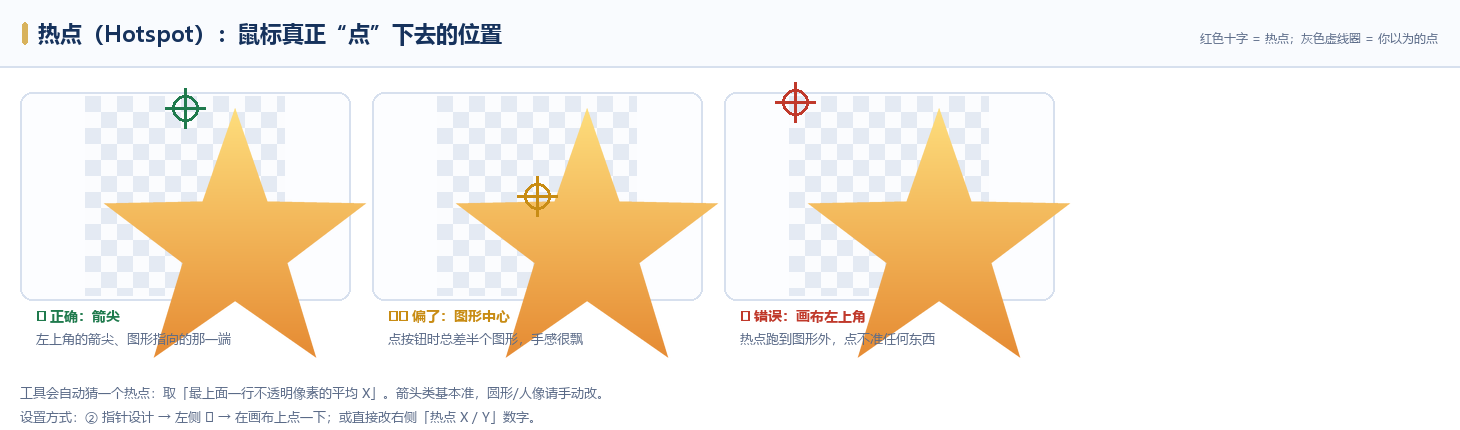 热点（Hotspot）：鼠标真正“点”下去的位置
红色十字 = 热点；灰色虚线圈 = 你以为的点
正确：箭尖
左上角的箭尖、图形指向的那一端
偏了：图形中心
点按钮时总差半个图形，手感很飘
错误：画布左上角
热点跑到图形外，点不准任何东西
工具会自动猜一个热点：取「最上面一行不透明像素的平均 X」。箭头类基本准，圆形/人像请手动改。
设置方式：② 指针设计 → 左侧 → 在画布上点一下；或直接改右侧「热点 X / Y」数字。